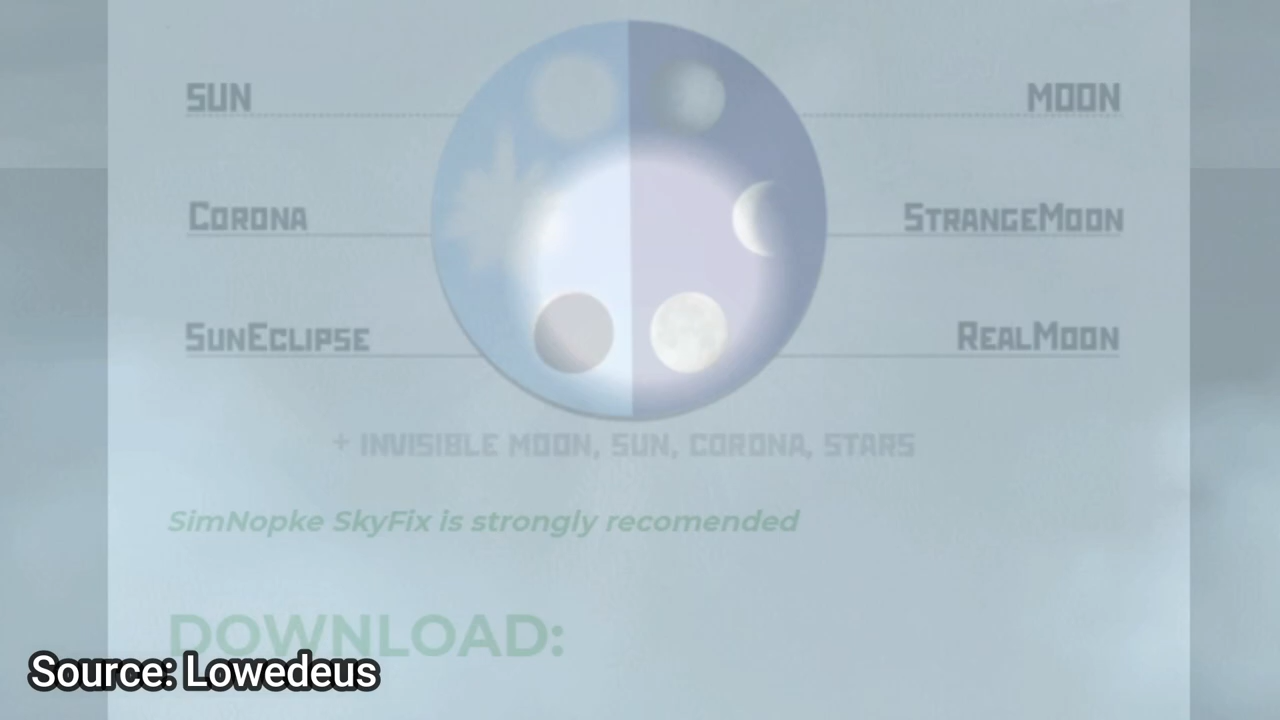 SUN
MOON
CORONA
STRANGEMOON
SUNECLIPSE
REALMOON
+ INVISIBLE MOON, SUN, CORONA, STARS
SimNopke SkyFix is strongly recomended
DOWNLOAD:
Source: Lowedeus